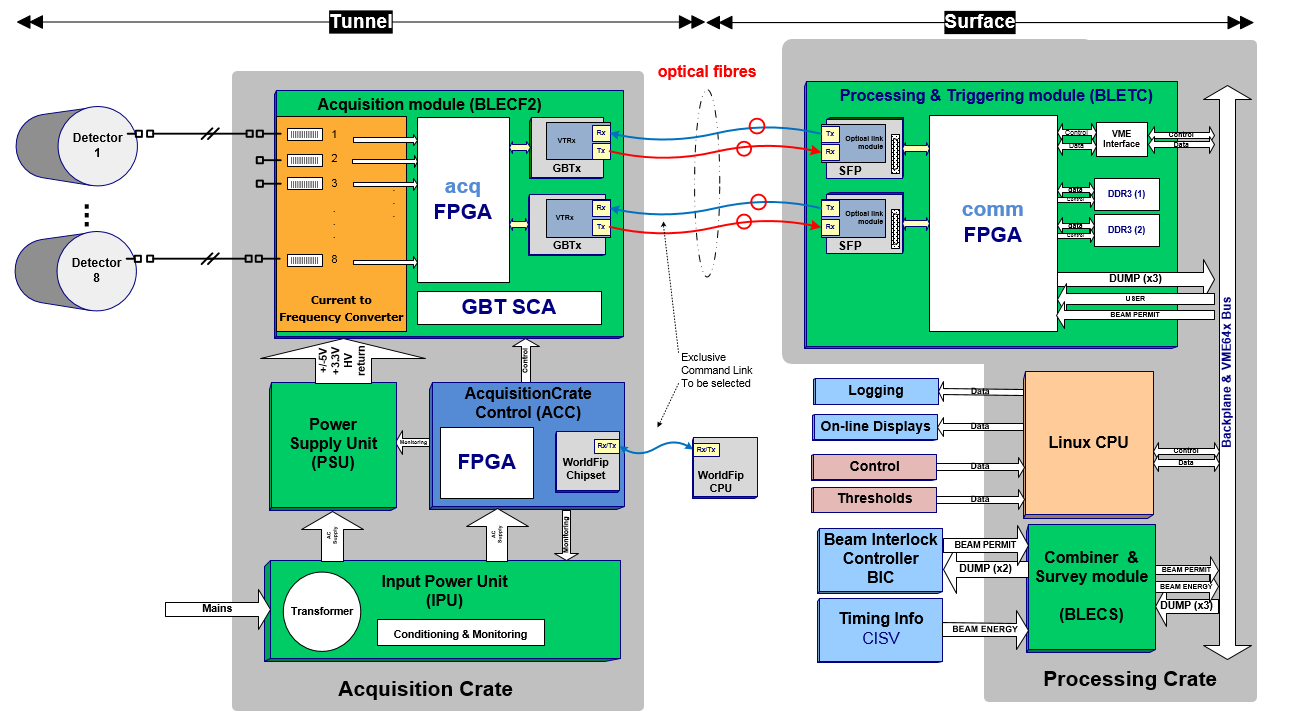 Tunnel
Surface
optical fibres
Acquisition module (BLECF2)
Detector
1
Detector
8
1
2
3
8
Current to
Frequency Converter
acq
FPGA
VTRx
Rx
Tx
GBTx
VTRx
Rx
Tx
GBTx
GBT SCA
Processing & Triggering module (BLETC)
Tx
Rx
Optical link
module
SFP
Tx
Rx
Optical link
module
SFP
comm
FPGA
Control
Data
VME
Interface
Control
Data
data
Control
DDR3 (1)
data
Control
DDR3 (2)
DUMP (x3)
USER
BEAM PERMIT
Backplane & VME64x Bus
+/-5V
+3.3V
HV
return
Control
Exclusive
Command Link
To be selected
Power
Supply Unit
(PSU)
Monitoring
AcquisitionCrate
Control (ACC)
FPGA
Rx/Tx
WorldFip
Chipset
Rx/Tx
WorldFip
CPU
AC
Supply
AC
Supply
Monitoring
Mains
Input Power Unit
(IPU)
Transformer
Conditioning & Monitoring
Acquisition Crate
Logging
Data
On-line Displays
Data
Control
Data
Thresholds
Data
Linux CPU
Control
Data
Beam Interlock
Controller
BIC
BEAM PERMIT
DUMP (x2)
Timing Info
CISV
BEAM ENERGY
Combiner &
Survey module
(BLECS)
BEAM PERMIT
BEAM ENERGY
DUMP (x3)
Processing Crate